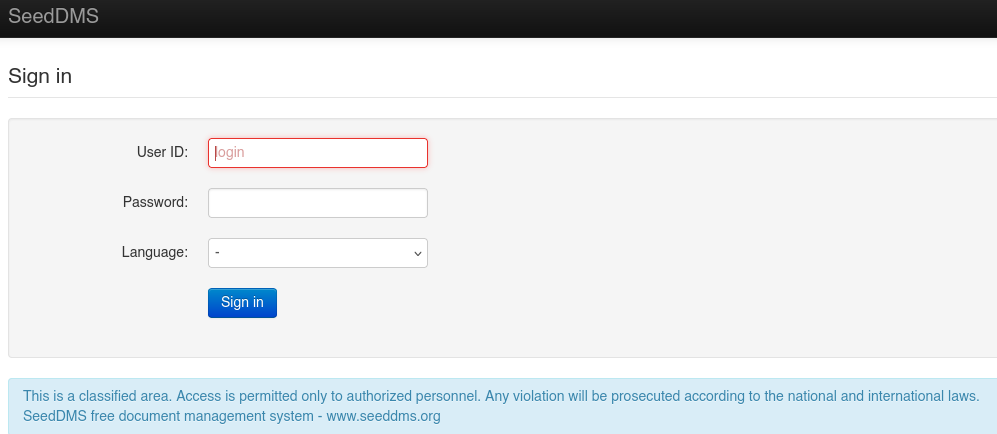 SeedDMS
Sign in
User ID: login
Password:
Language: -
Sign in
This is a classified area. Access is permitted only to authorized personnel. Any violation will be prosecuted according to the national and international laws.
SeedDMS free document management system - www.seeddms.org